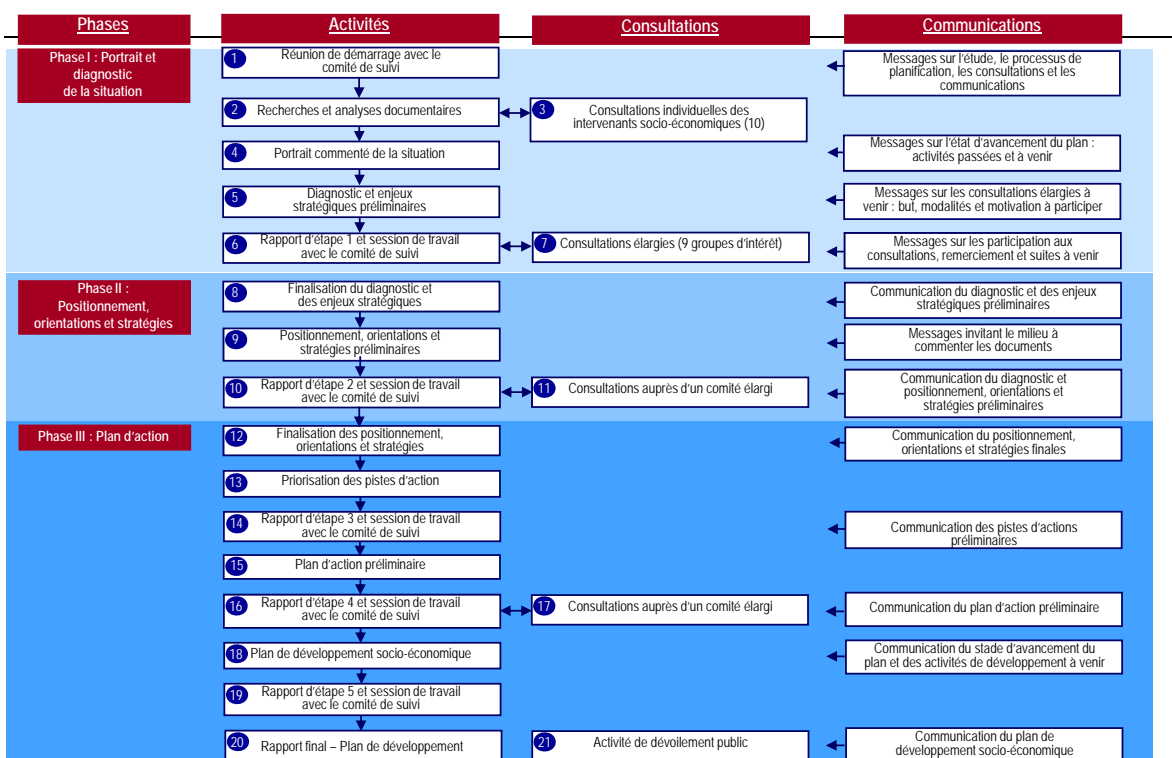 Phases
Activités
Consultations
Communications
Phase I : Portrait et
diagnostic
de la situation
1
Réunion de démarrage avec le
comité de suivi
Messages sur l'étude, le processus de
planification, les consultations et les
communications
2
Recherches et analyses documentaires
3
Consultations individuelles des
intervenants socio-économiques (10)
4
Portrait commenté de la situation
Messages sur l'état d'avancement du plan :
activités passées et à venir
5
Diagnostic et enjeux
stratégiques préliminaires
Messages sur les consultations élargies à
venir : but, modalités et motivation à participer
6
Rapport d'étape 1 et session de travail
avec le comité de suivi
7
Consultations élargies (9 groupes d'intérêt)
Messages sur les participation aux
consultations, remerciement et suites à venir
Phase II :
Positionnement,
orientations et stratégies
8
Finalisation du diagnostic et
des enjeux stratégiques
Communication du diagnostic et des enjeux
stratégiques préliminaires
9
Positionnement, orientations et
stratégies préliminaires
Messages invitant le milieu à
commenter les documents
10
Rapport d'étape 2 et session de travail
avec le comité de suivi
11
Consultations auprès d'un comité élargi
Communication du diagnostic et
positionnement, orientations et
stratégies préliminaires
Phase III : Plan d'action
12
Finalisation des positionnement,
orientations et stratégies
Communication du positionnement,
orientations et stratégies finales
13
Priorisation des pistes d'action
14
Rapport d'étape 3 et session de travail
avec le comité de suivi
Communication des pistes d'actions
préliminaires
15
Plan d'action préliminaire
16
Rapport d'étape 4 et session de travail
avec le comité de suivi
17
Consultations auprès d'un comité élargi
Communication du plan d'action préliminaire
18
Plan de développement socio-économique
Communication du stade d'avancement du
plan et des activités de développement à venir
19
Rapport d'étape 5 et session de travail
avec le comité de suivi
20
Rapport final – Plan de développement
21
Activité de dévoilement public
Communication du plan de
développement socio-économique